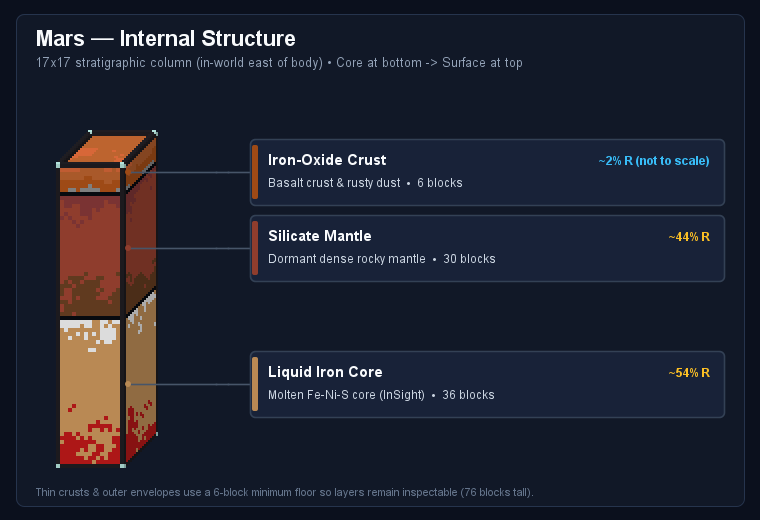 Mars — Internal Structure
17x17 stratigraphic column (in-world east of body) • Core at bottom -> Surface at top
Iron-Oxide Crust
~2% R (not to scale)
Basalt crust & rusty dust • 6 blocks
Silicate Mantle
~44% R
Dormant dense rocky mantle • 30 blocks
Liquid Iron Core
~54% R
Molten Fe-Ni-S core (InSight) • 36 blocks
Thin crusts & outer envelopes use a 6-block minimum floor so layers remain inspectable (76 blocks tall).